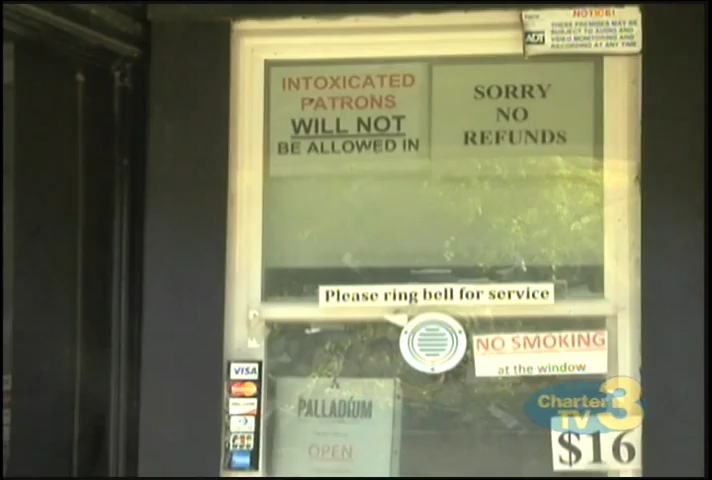 NOTICE!
THESE PREMISES MAY BE
SUBJECT TO AUDIO AND
VIDEO MONITORING AND
RECORDING AT ANY TIME
ADT
INTOXICATED
PATRONS
WILL NOT
BE ALLOWED IN
SORRY
NO
REFUNDS
Please ring bell for service
NO SMOKING
at the window
VISA
PALLADIUM
OPEN
Charter
TV3
$16